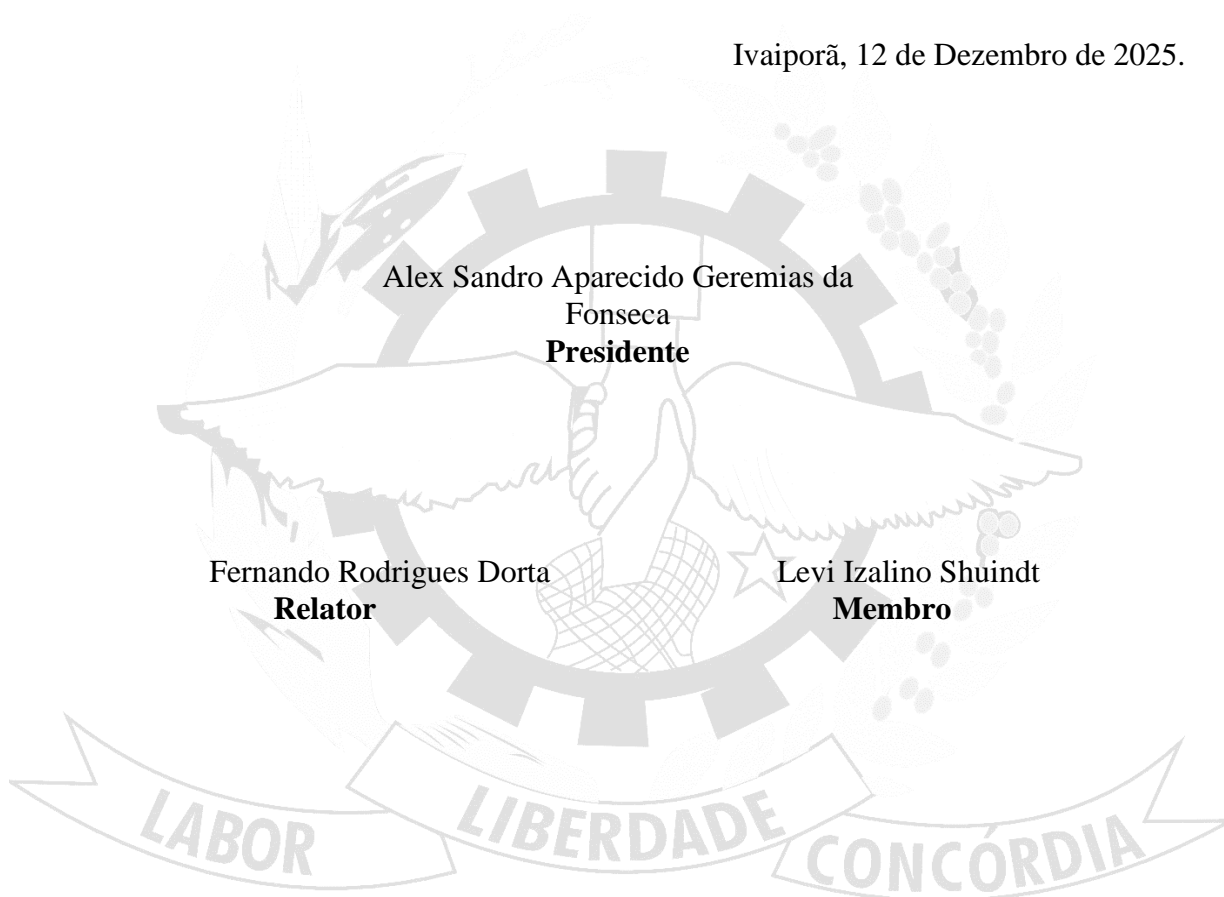 Ivaiporã, 12 de Dezembro de 2025.
Alex Sandro Aparecido Geremias da
Fonseca
Presidente
Fernando Rodrigues Dorta
Relator
Levi Izalino Shuindt
Membro
LABOR
LIBERDADE
CONCÓRDIA